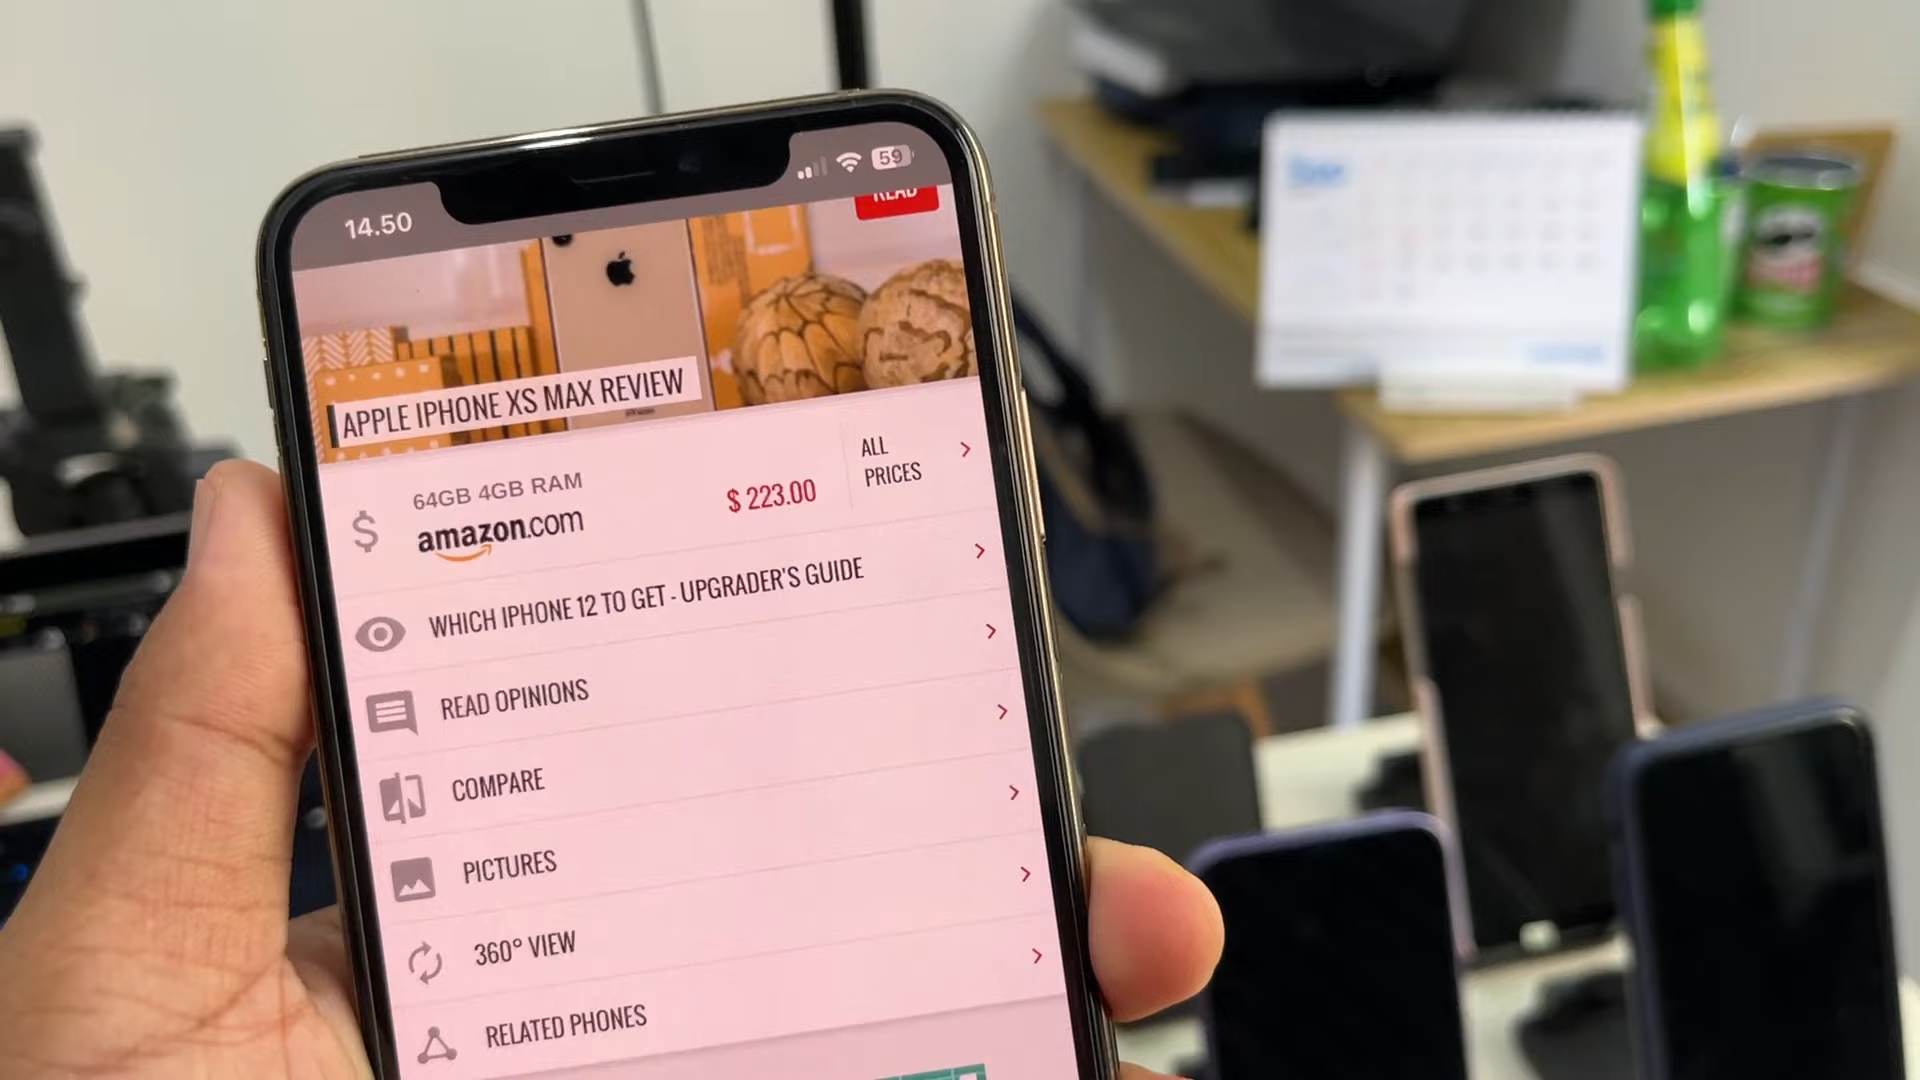 14.50
59
READ
APPLE IPHONE XS MAX REVIEW
64GB 4GB RAM
amazon.com
$ 223.00
ALL
PRICES
WHICH IPHONE 12 TO GET - UPGRADER'S GUIDE
READ OPINIONS
COMPARE
PICTURES
360° VIEW
RELATED PHONES